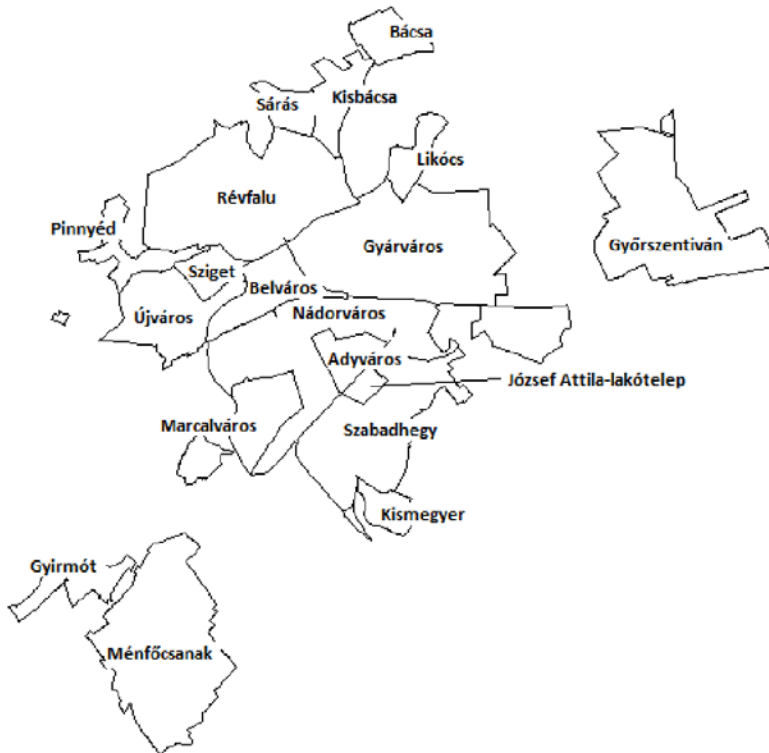 Bácsa
Kisbácsa
Sárás
Likócs
Révfalu
Pinnyéd
Gyárváros
Győrszentiván
Sziget
Belváros
Újváros
Nádorváros
Adyváros
József Attila-lakótelep
Marcalváros
Szabadhegy
Kismegyer
Gyirmót
Ménfőcsanak